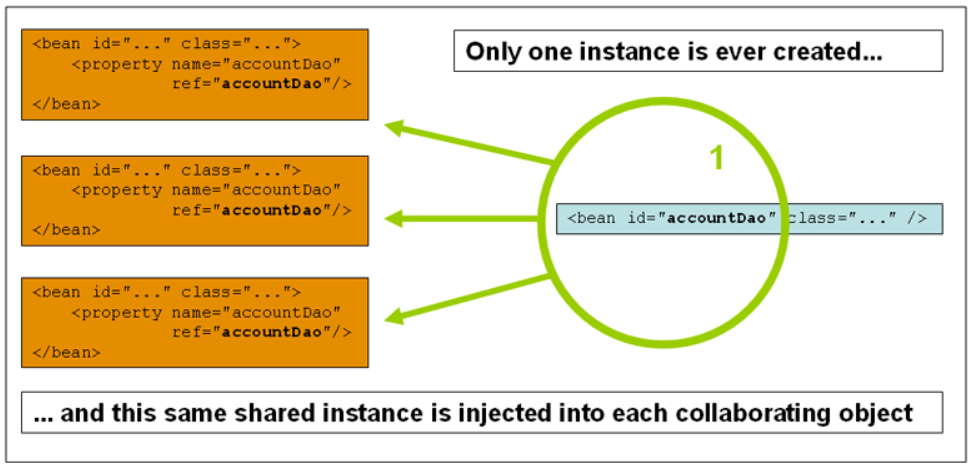 <bean id="..." class="...">
    <property name="accountDao"
              ref="accountDao"/>
</bean>
Only one instance is ever created...
1
<bean id="..." class="...">
    <property name="accountDao"
              ref="accountDao"/>
</bean>
<bean id="accountDao" class="..." />
<bean id="..." class="...">
    <property name="accountDao"
              ref="accountDao"/>
</bean>
... and this same shared instance is injected into each collaborating object